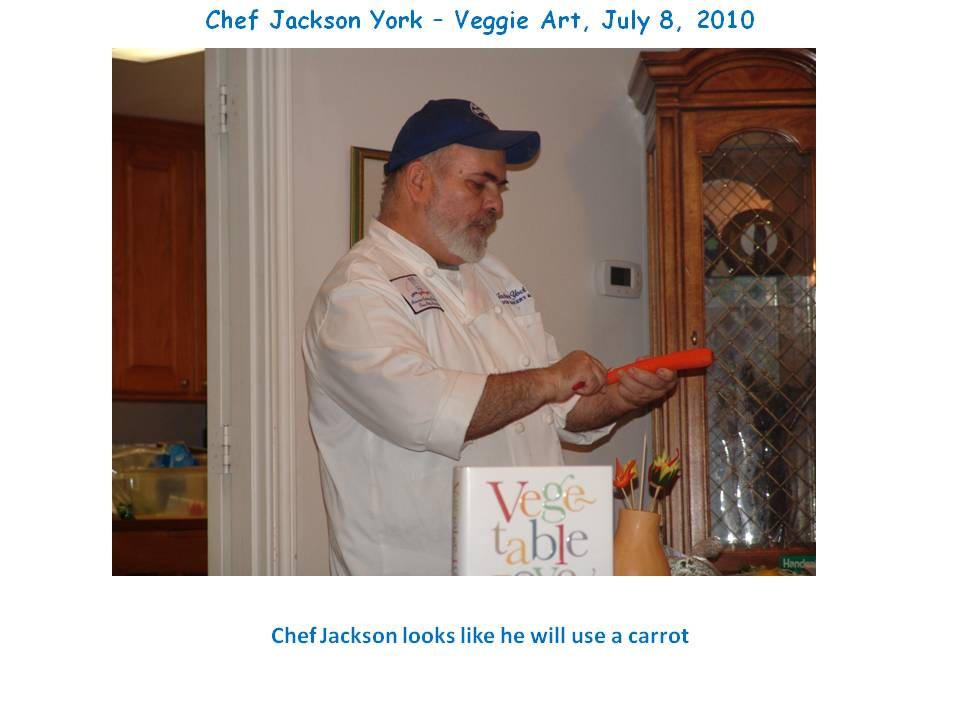 Chef Jackson York – Veggie Art, July 8, 2010
Vege
table
Chef Jackson looks like he will use a carrot